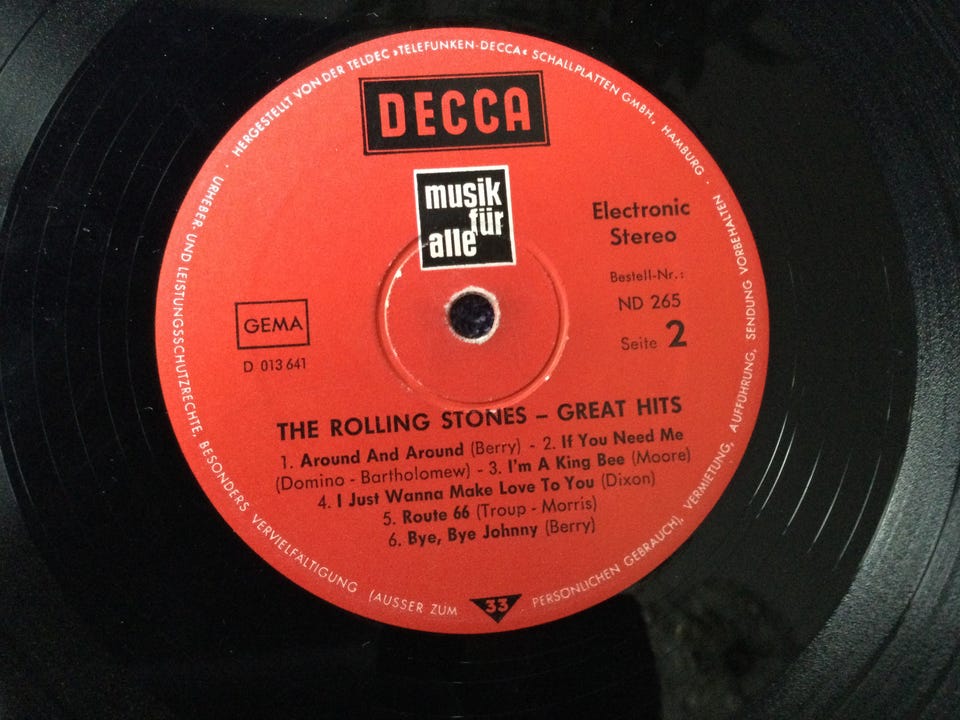 HERGESTELLT VON DER TELDEC »TELEFUNKEN-DECCA« SCHALLPLATTEN GMBH., HAMBURG ·
DECCA
musik
für
alle
Electronic
Stereo
Bestell-Nr.:
ND 265
Seite 2
GEMA
D 013 641
THE ROLLING STONES – GREAT HITS
1. Around And Around (Berry) - 2. If You Need Me
(Domino - Bartholomew) - 3. I'm A King Bee (Moore)
4. I Just Wanna Make Love To You (Dixon)
5. Route 66 (Troup - Morris)
6. Bye, Bye Johnny (Berry)
33
· URHEBER- UND LEISTUNGSSCHUTZRECHTE, BESONDERS VERVIELFÄLTIGUNG (AUSSER ZUM PERSÖNLICHEN GEBRAUCH), VERMIETUNG, AUFFÜHRUNG, SENDUNG VORBEHALTEN